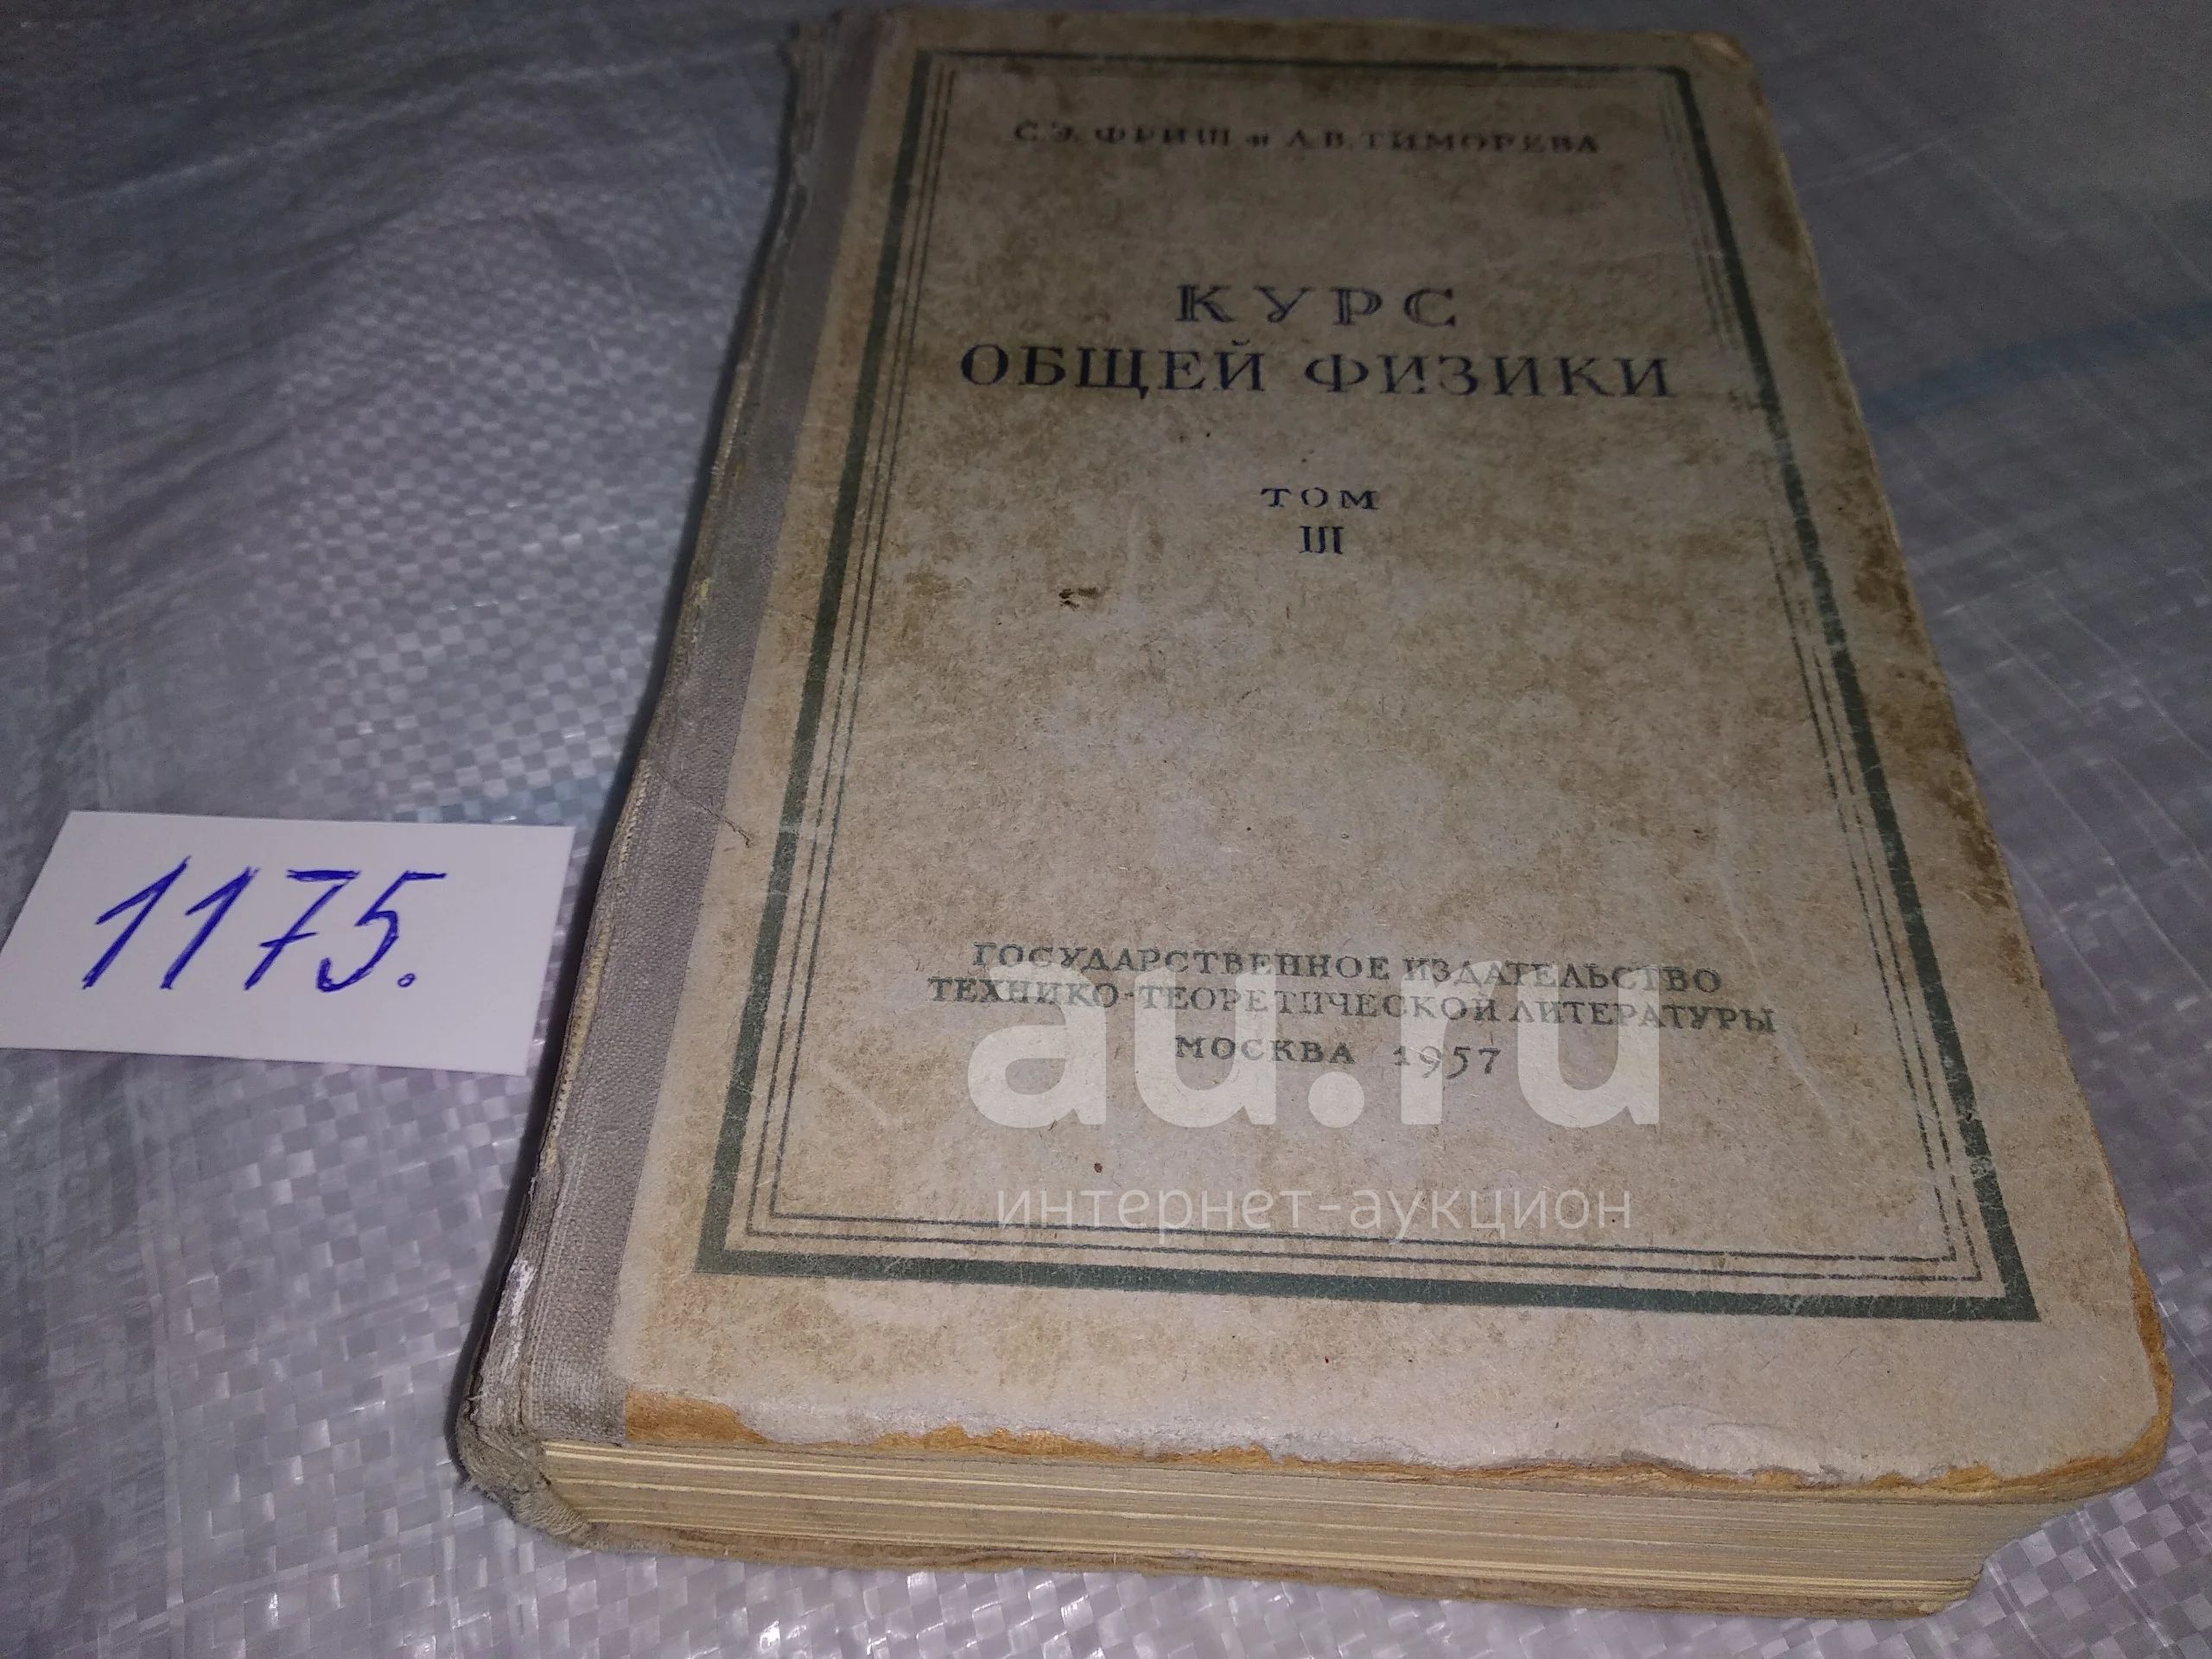 С. Э. ФРИШ и А. В. ТИМОРЕВА
КУРС
ОБЩЕЙ ФИЗИКИ
ТОМ
III
ГОСУДАРСТВЕННОЕ ИЗДАТЕЛЬСТВО
ТЕХНИКО-ТЕОРЕТИЧЕСКОЙ ЛИТЕРАТУРЫ
МОСКВА 1957
1175.
au.ru
интернет-аукцион